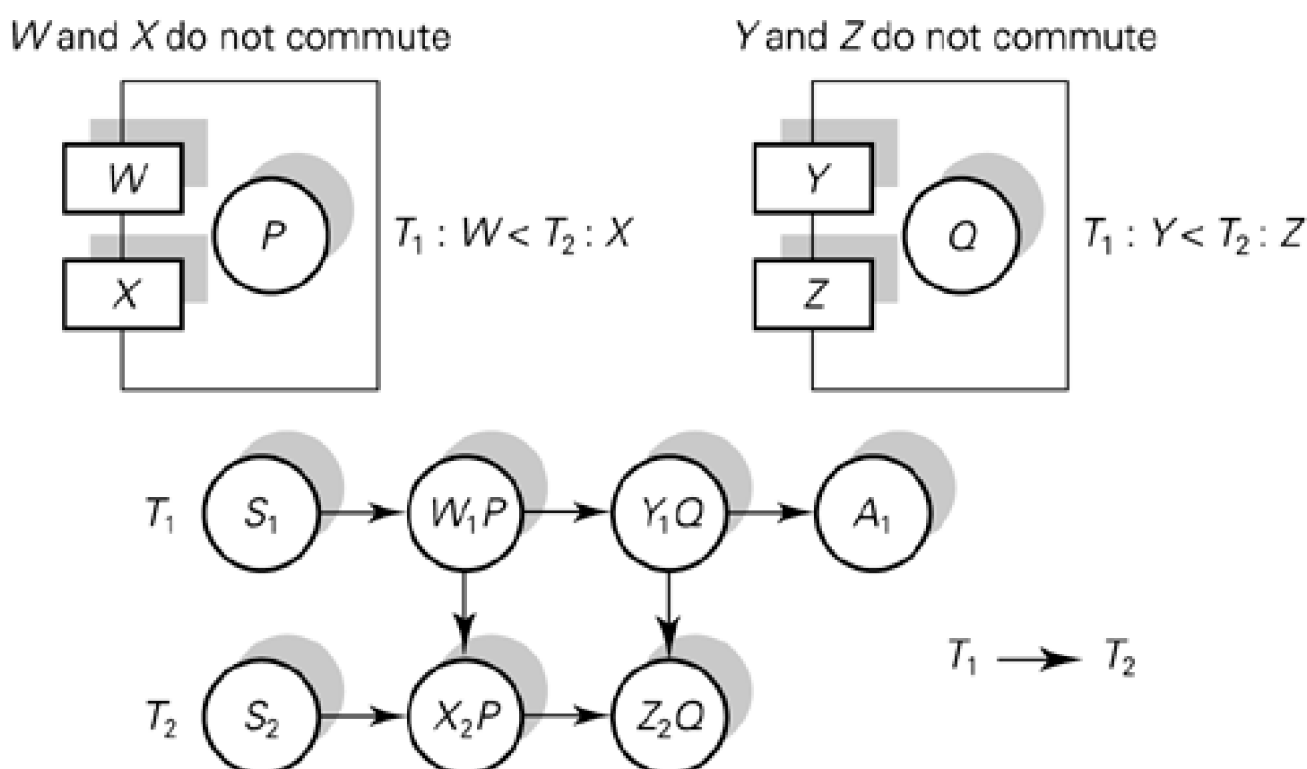 W and X do not commute
Y and Z do not commute
W
X
P
T₁ : W < T₂ : X
Y
Z
Q
T₁ : Y < T₂ : Z
T₁ S₁ W₁P Y₁Q A₁
T₁ T₂
T₂ S₂ X₂P Z₂Q